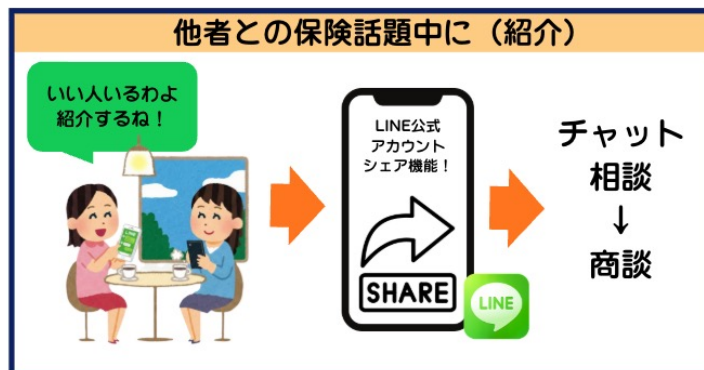 他者との保険話題中に（紹介）
いい人いるわよ
紹介するね！
LINE公式
アカウント
シェア機能！
SHARE
LINE
チャット
相談
↓
商談